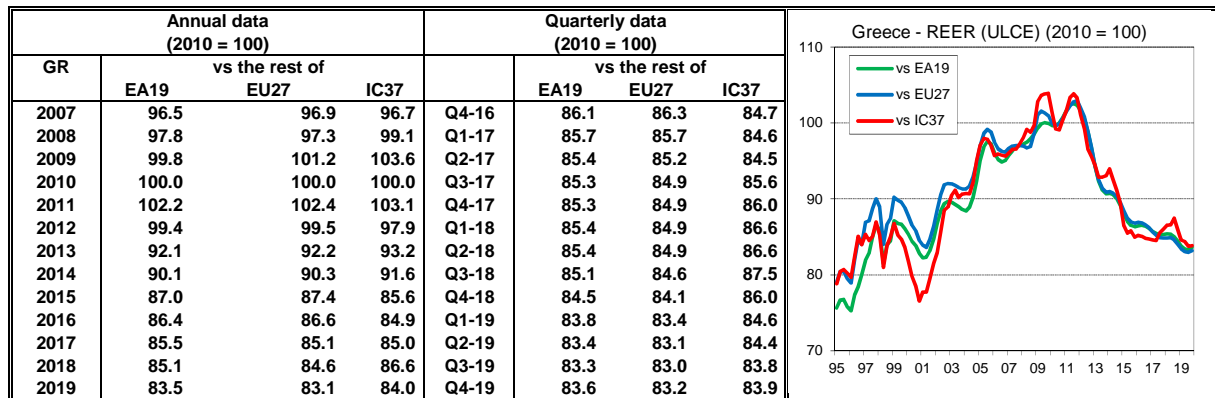 Annual data Quarterly data
(2010 = 100) (2010 = 100)
GR vs the rest of vs the rest of
EA19 EU27 IC37 EA19 EU27 IC37
2007 96.5 96.9 96.7 Q4-16 86.1 86.3 84.7
2008 97.8 97.3 99.1 Q1-17 85.7 85.7 84.6
2009 99.8 101.2 103.6 Q2-17 85.4 85.2 84.5
2010 100.0 100.0 100.0 Q3-17 85.3 84.9 85.6
2011 102.2 102.4 103.1 Q4-17 85.3 84.9 86.0
2012 99.4 99.5 97.9 Q1-18 85.4 84.9 86.6
2013 92.1 92.2 93.2 Q2-18 85.4 84.9 86.6
2014 90.1 90.3 91.6 Q3-18 85.1 84.6 87.5
2015 87.0 87.4 85.6 Q4-18 84.5 84.1 86.0
2016 86.4 86.6 84.9 Q1-19 83.8 83.4 84.6
2017 85.5 85.1 85.0 Q2-19 83.4 83.1 84.4
2018 85.1 84.6 86.6 Q3-19 83.3 83.0 83.8
2019 83.5 83.1 84.0 Q4-19 83.6 83.2 83.9
Greece - REER (ULCE) (2010 = 100)
110
100
90
80
70
vs EA19
vs EU27
vs IC37
95 97 99 01 03 05 07 09 11 13 15 17 19